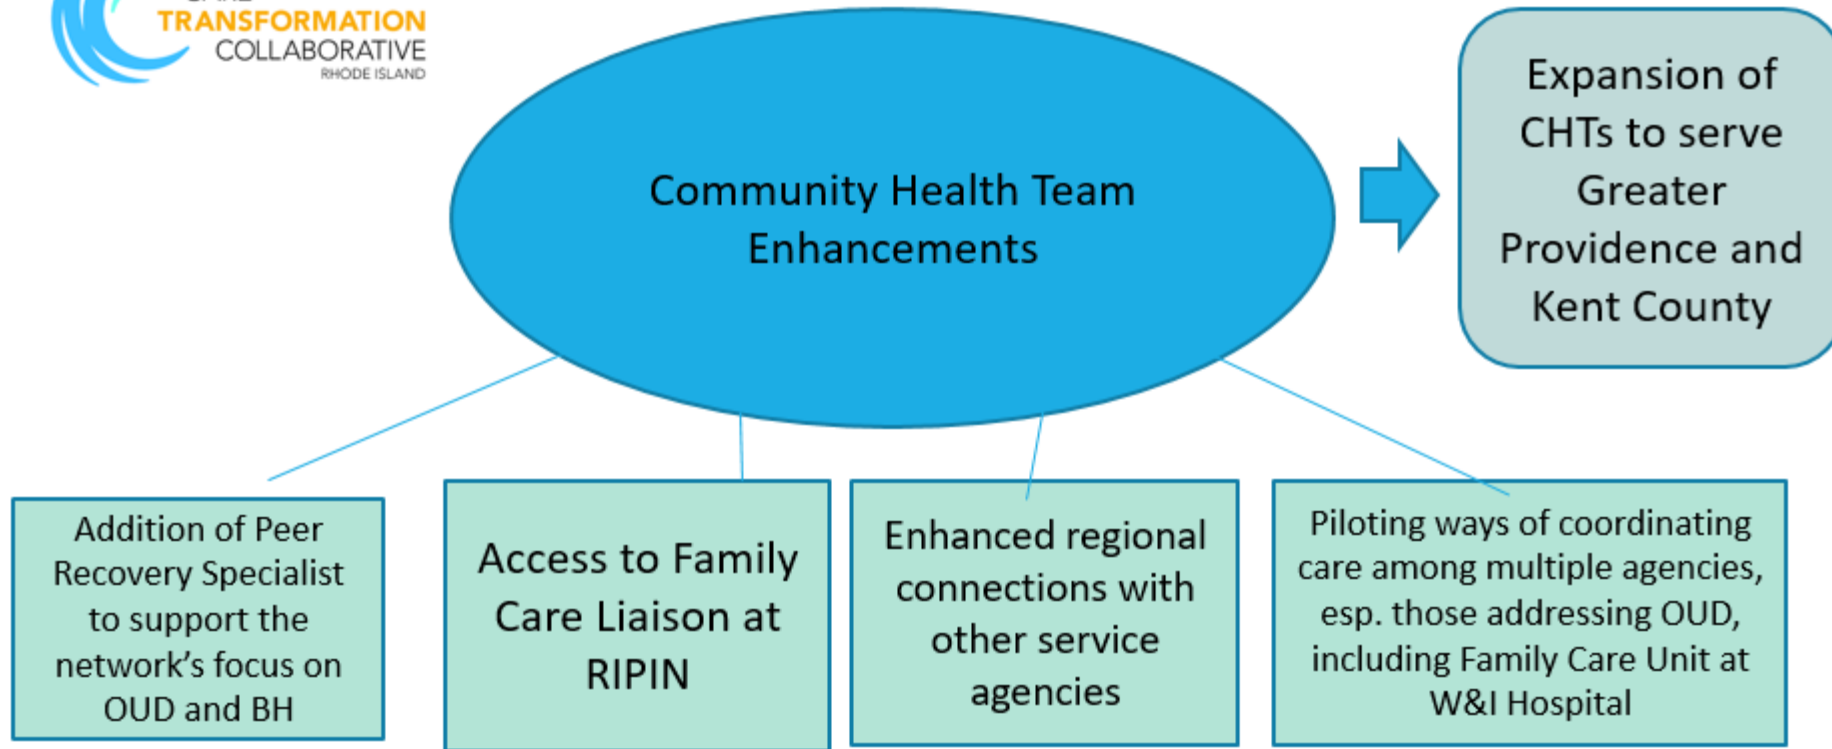 TRANSFORMATION
COLLABORATIVE
RHODE ISLAND
Community Health Team
Enhancements
Expansion of
CHTs to serve
Greater
Providence and
Kent County
Addition of Peer
Recovery Specialist
to support the
network's focus on
OUD and BH
Access to Family
Care Liaison at
RIPIN
Enhanced regional
connections with
other service
agencies
Piloting ways of coordinating
care among multiple agencies,
esp. those addressing OUD,
including Family Care Unit at
W&I Hospital